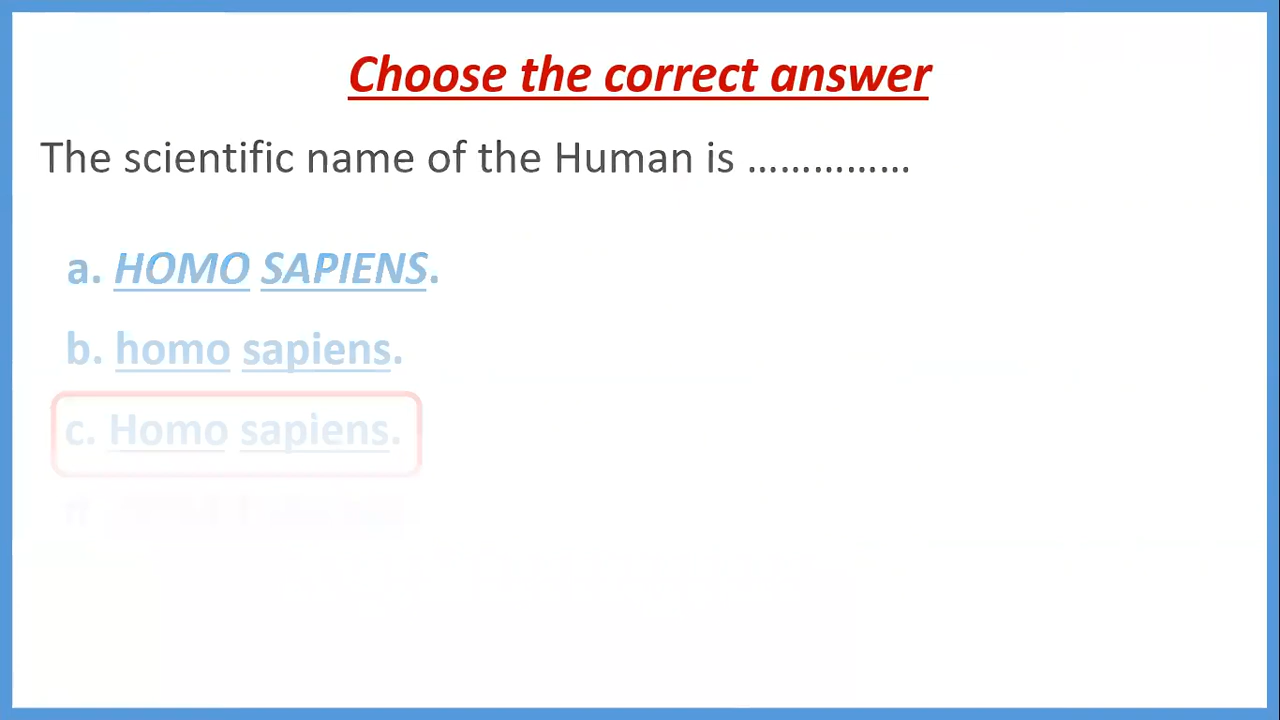 Choose the correct answer
The scientific name of the Human is ……………
a. HOMO SAPIENS.
b. homo sapiens.
c. Homo sapiens.